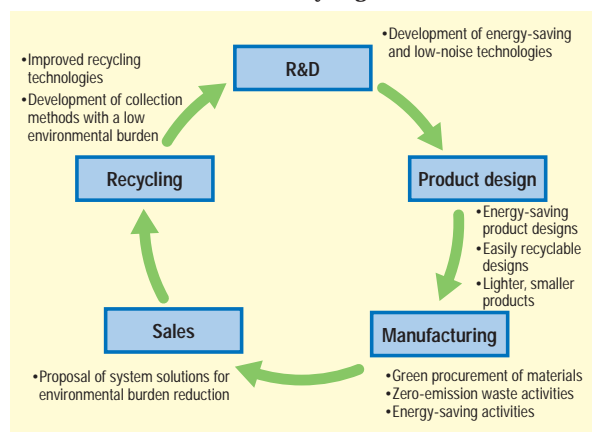 •Development of energy-saving
and low-noise technologies
R&D
•Improved recycling
technologies
•Development of collection
methods with a low
environmental burden
Recycling
Product design
•Energy-saving
product designs
•Easily recyclable
designs
•Lighter, smaller
products
Sales
Manufacturing
•Proposal of system solutions for
environmental burden reduction
•Green procurement of materials
•Zero-emission waste activities
•Energy-saving activities